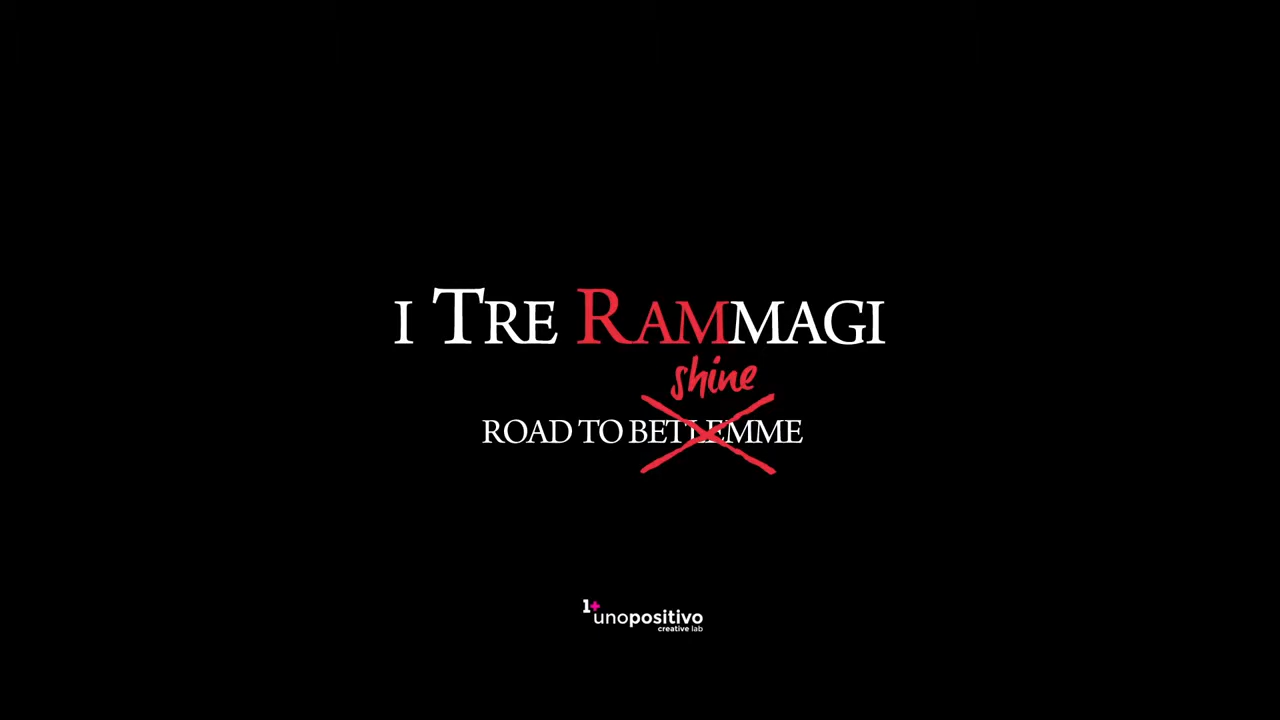 I TRE RAMMAGI
shine
ROAD TO BETLEMME
1+
unopositivo
creative lab